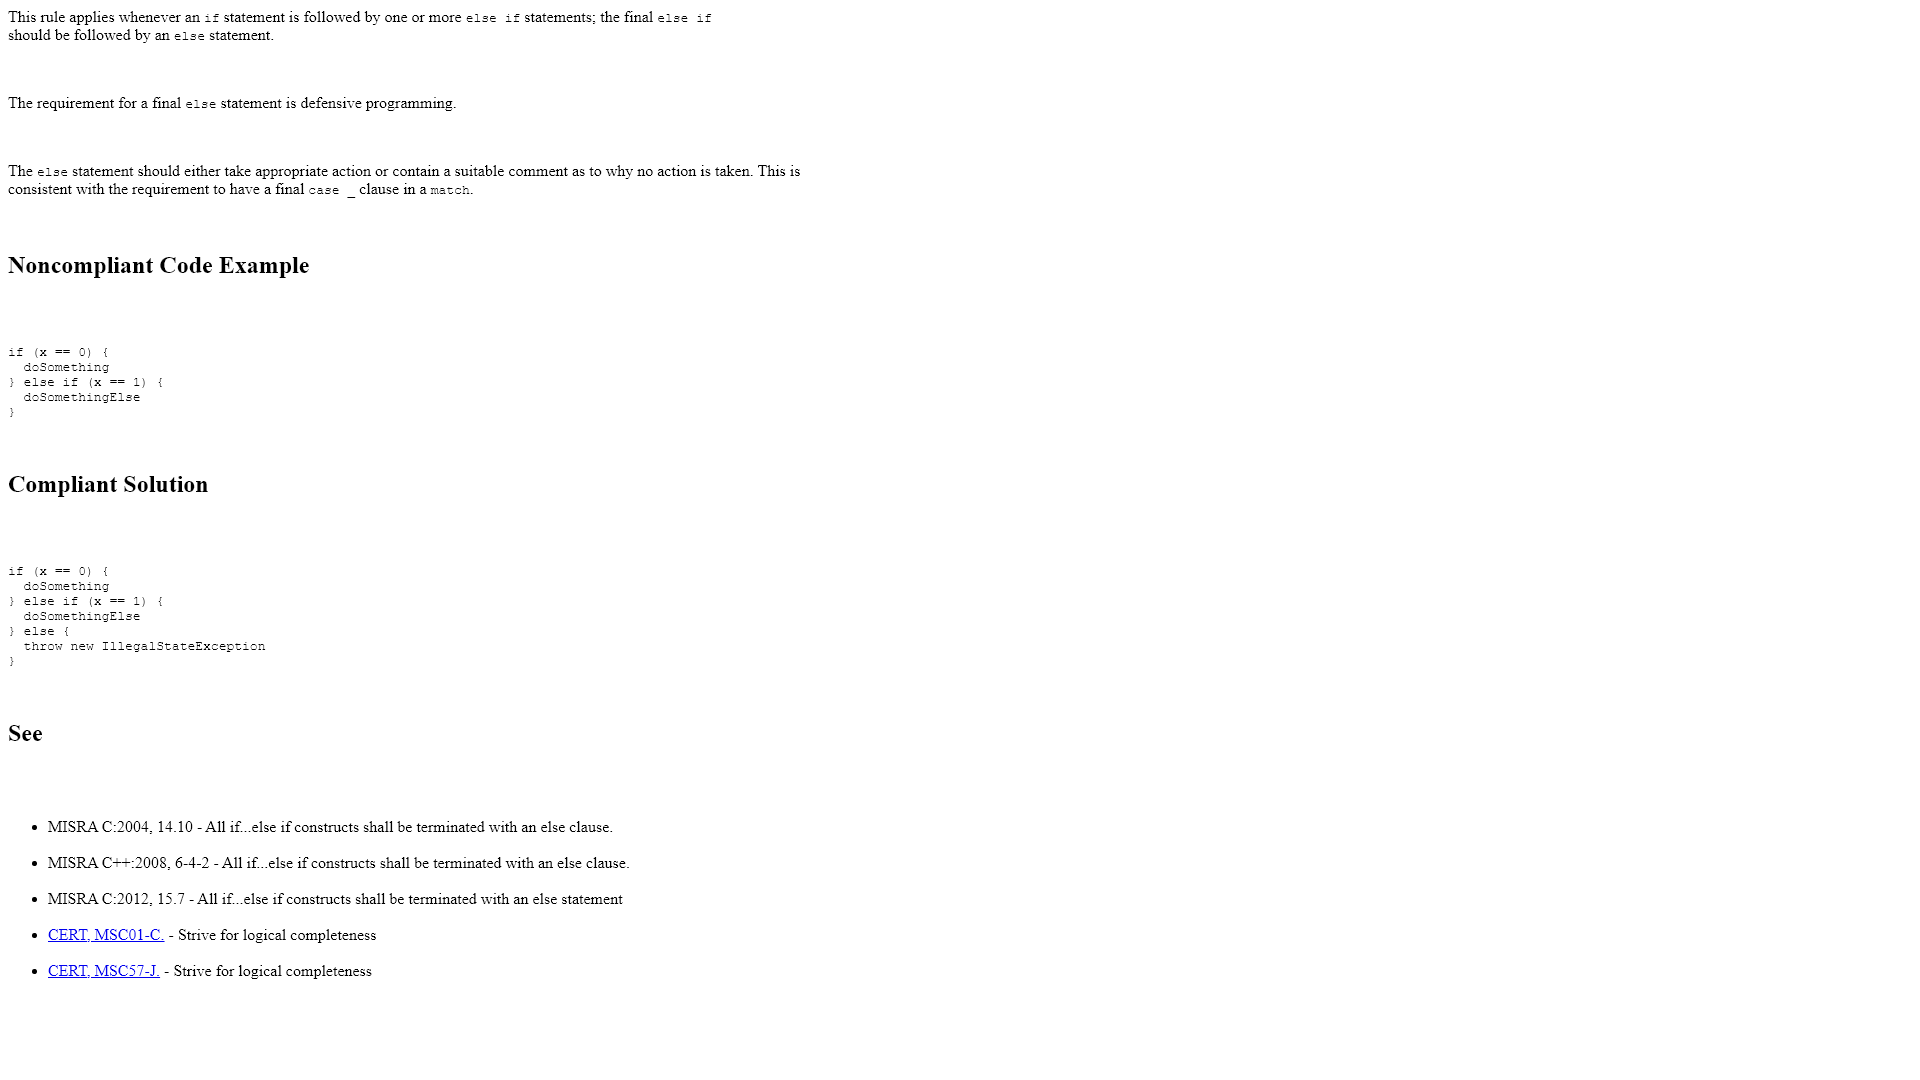 This rule applies whenever an if statement is followed by one or more else if statements; the final else if
should be followed by an else statement.
The requirement for a final else statement is defensive programming.
The else statement should either take appropriate action or contain a suitable comment as to why no action is taken. This is
consistent with the requirement to have a final case _ clause in a match.
Noncompliant Code Example
if (x == 0) {
  doSomething
} else if (x == 1) {
  doSomethingElse
}
Compliant Solution
if (x == 0) {
  doSomething
} else if (x == 1) {
  doSomethingElse
} else {
  throw new IllegalStateException
}
See
• MISRA C:2004, 14.10 - All if...else if constructs shall be terminated with an else clause.
• MISRA C++:2008, 6-4-2 - All if...else if constructs shall be terminated with an else clause.
• MISRA C:2012, 15.7 - All if...else if constructs shall be terminated with an else statement
• CERT, MSC01-C. - Strive for logical completeness
• CERT, MSC57-J. - Strive for logical completeness